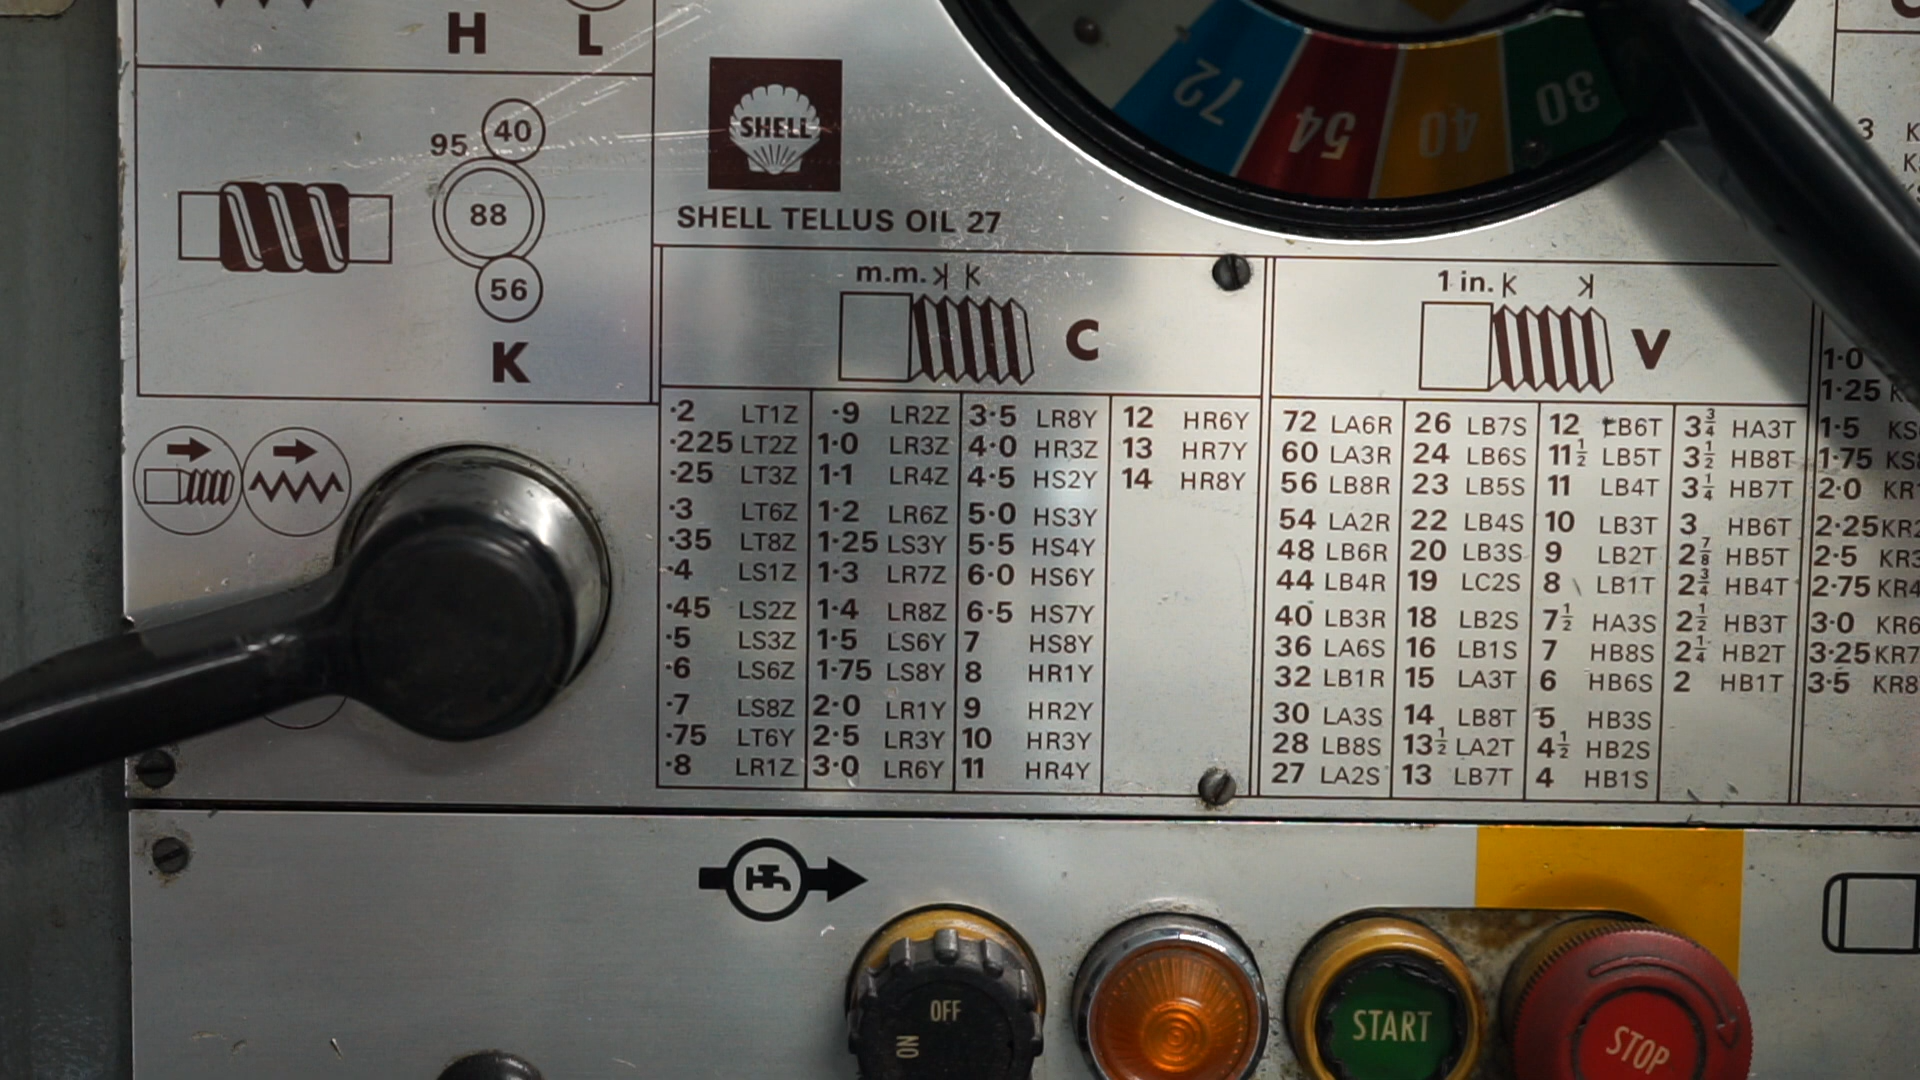 H L
72 54 40 30
SHELL
95 40
88
56
K
SHELL TELLUS OIL 27
m.m. C
1 in. V
·2 LT1Z ·9 LR2Z 3·5 LR8Y 12 HR6Y
·225 LT2Z 1·0 LR3Z 4·0 HR3Z 13 HR7Y
·25 LT3Z 1·1 LR4Z 4·5 HS2Y 14 HR8Y
·3 LT6Z 1·2 LR6Z 5·0 HS3Y
·35 LT8Z 1·25 LS3Y 5·5 HS4Y
·4 LS1Z 1·3 LR7Z 6·0 HS6Y
·45 LS2Z 1·4 LR8Z 6·5 HS7Y
·5 LS3Z 1·5 LS6Y 7 HS8Y
·6 LS6Z 1·75 LS8Y 8 HR1Y
·7 LS8Z 2·0 LR1Y 9 HR2Y
·75 LT6Y 2·5 LR3Y 10 HR3Y
·8 LR1Z 3·0 LR6Y 11 HR4Y
72 LA6R 26 LB7S 12 LB6T 3¾ HA3T
60 LA3R 24 LB6S 11½ LB5T 3½ HB8T
56 LB8R 23 LB5S 11 LB4T 3¼ HB7T
54 LA2R 22 LB4S 10 LB3T 3 HB6T
48 LB6R 20 LB3S 9 LB2T 2⅞ HB5T
44 LB4R 19 LC2S 8 LB1T 2¾ HB4T
40 LB3R 18 LB2S 7½ HA3S 2½ HB3T
36 LA6S 16 LB1S 7 HB8S 2¼ HB2T
32 LB1R 15 LA3T 6 HB6S 2 HB1T
30 LA3S 14 LB8T 5 HB3S
28 LB8S 13½ LA2T 4½ HB2S
27 LA2S 13 LB7T 4 HB1S
1·0
1·25
1·5
1·75
2·0
2·25
2·5
2·75
3·0
3·25
3·5
OFF
ON
START
STOP